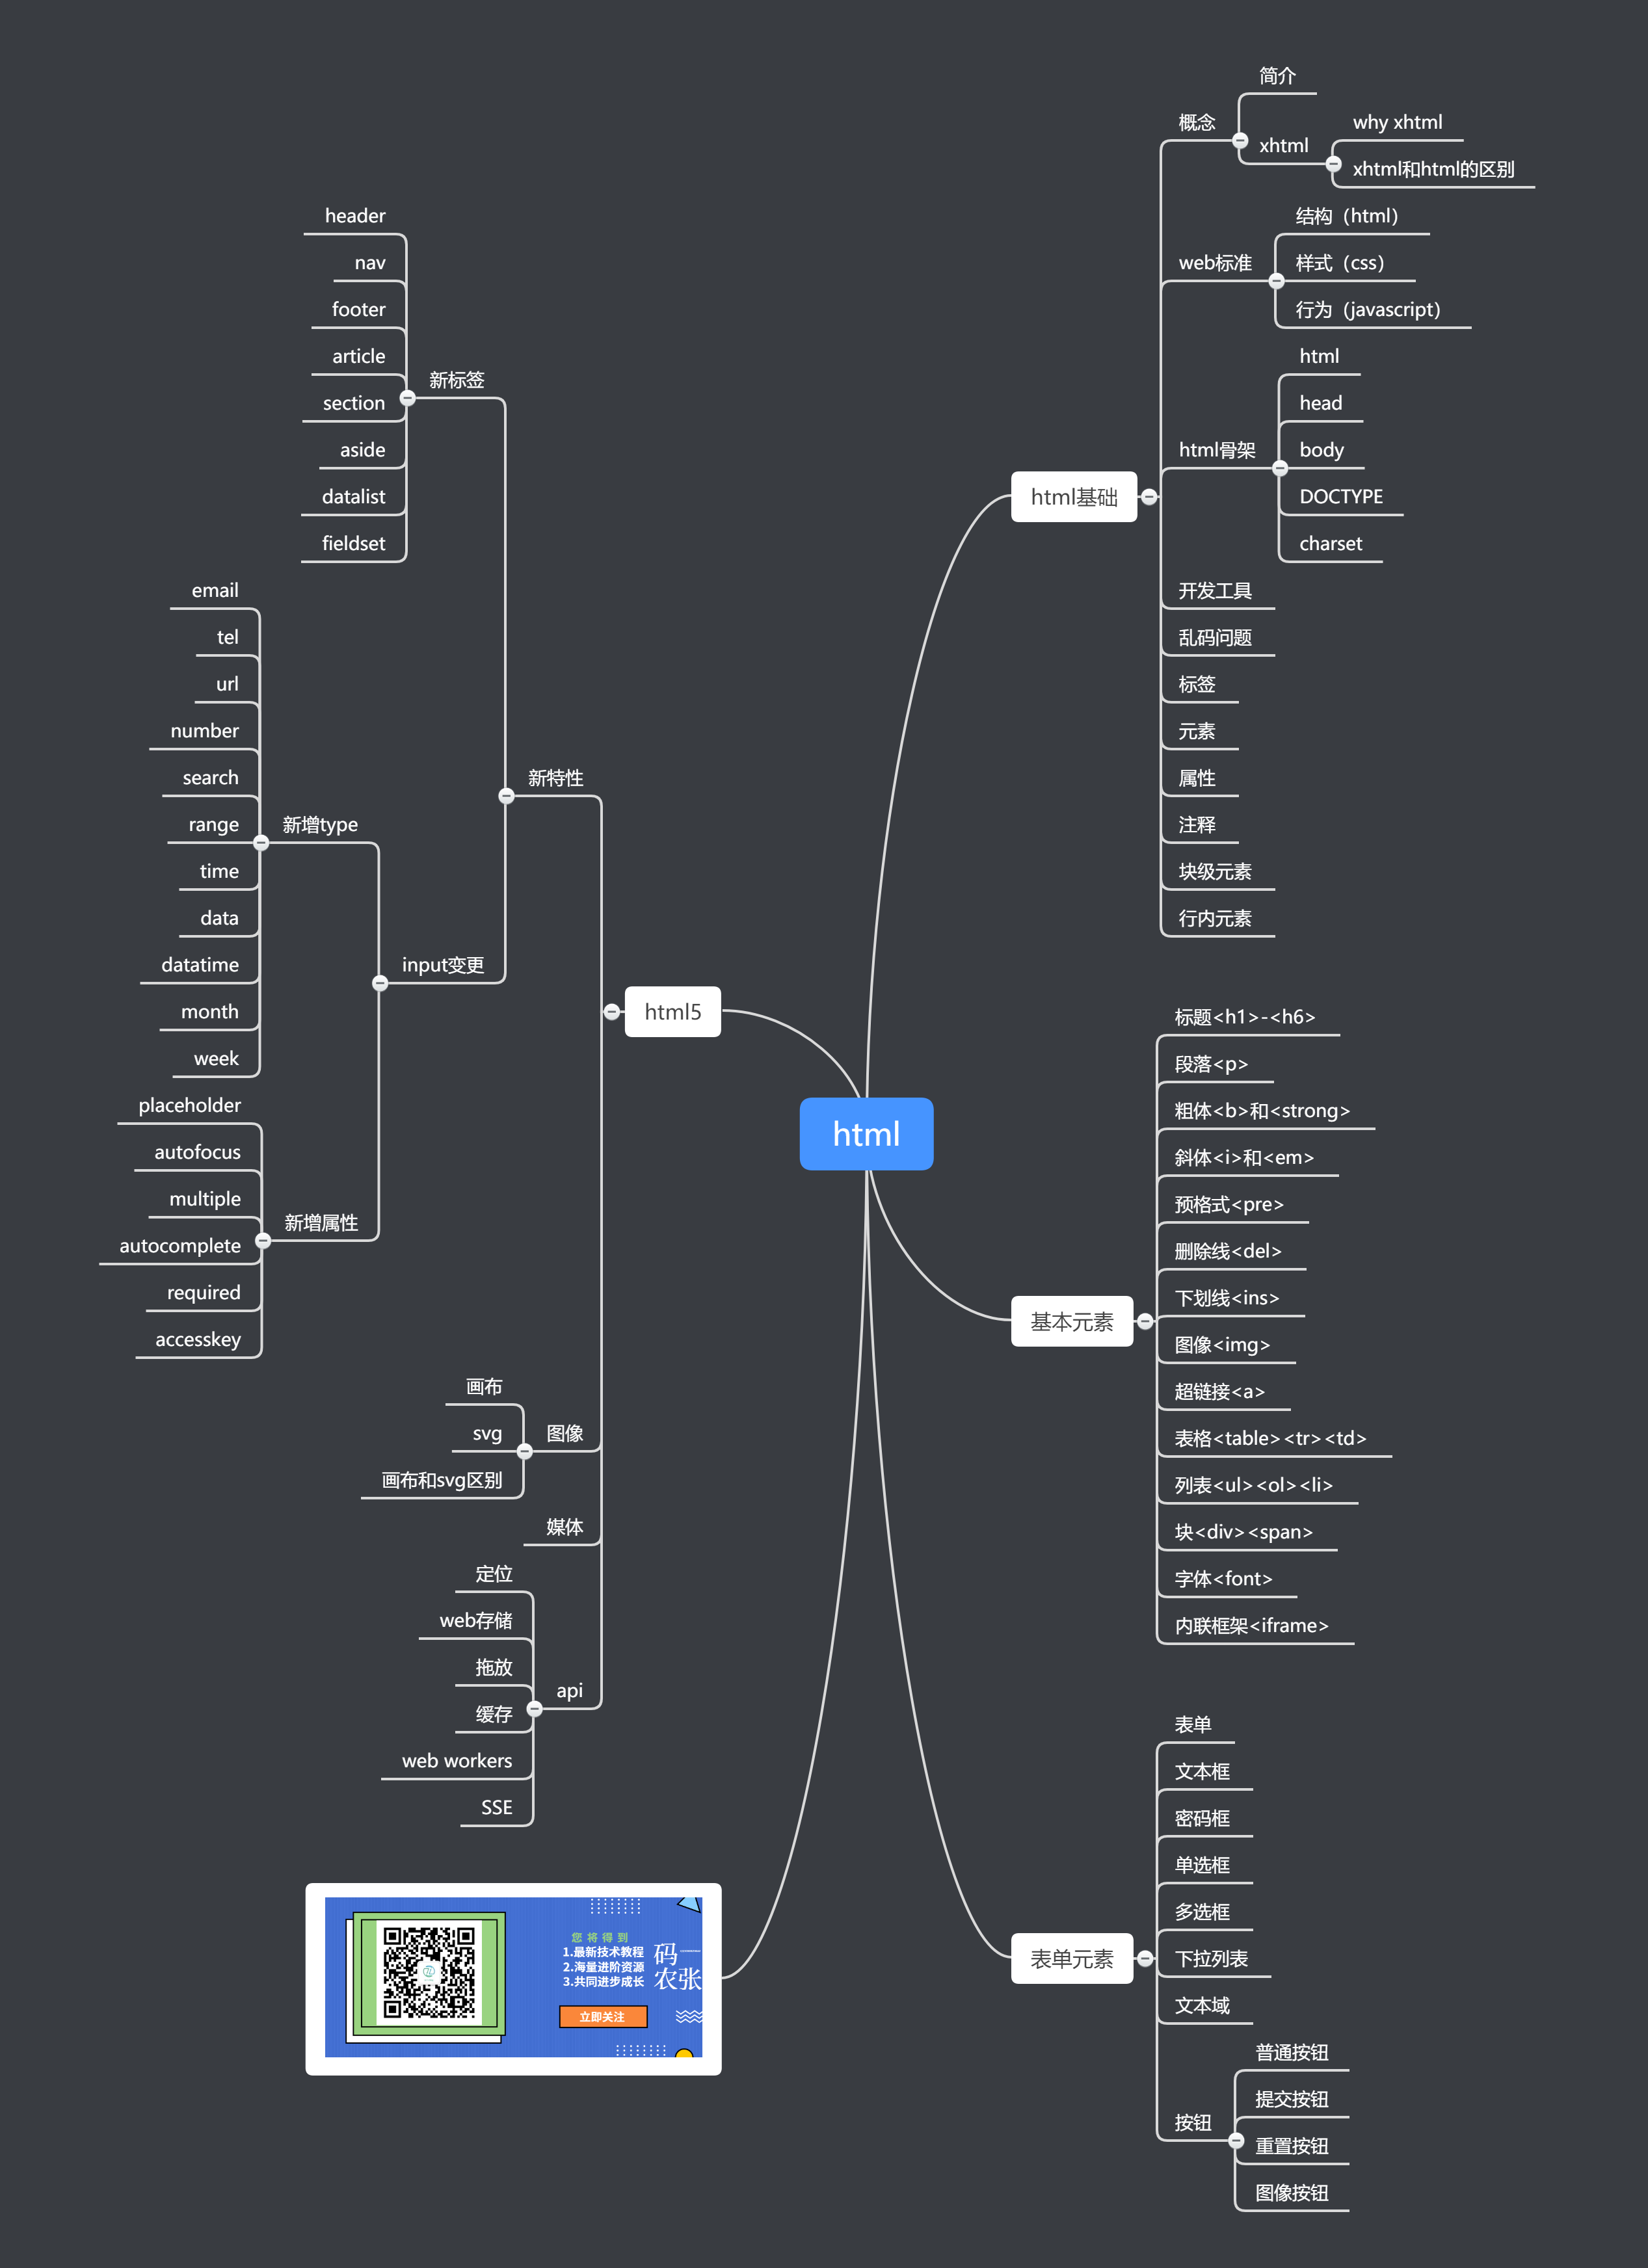 html
html基础
概念
简介
xhtml
why xhtml
xhtml和html的区别
web标准
结构（html）
样式（css）
行为（javascript）
html骨架
html
head
body
DOCTYPE
charset
开发工具
乱码问题
标签
元素
属性
注释
块级元素
行内元素
基本元素
标题<h1>-<h6>
段落<p>
粗体<b>和<strong>
斜体<i>和<em>
预格式<pre>
删除线<del>
下划线<ins>
图像<img>
超链接<a>
表格<table><tr><td>
列表<ul><ol><li>
块<div><span>
字体<font>
内联框架<iframe>
表单元素
表单
文本框
密码框
单选框
多选框
下拉列表
文本域
按钮
普通按钮
提交按钮
重置按钮
图像按钮
html5
新特性
新标签
header
nav
footer
article
section
aside
datalist
fieldset
input变更
新增type
email
tel
url
number
search
range
time
data
datatime
month
week
新增属性
placeholder
autofocus
multiple
autocomplete
required
accesskey
图像
画布
svg
画布和svg区别
媒体
api
定位
web存储
拖放
缓存
web workers
SSE
您将得到
1.最新技术教程
2.海量进阶资源
3.共同进步成长
立即关注
码
农张